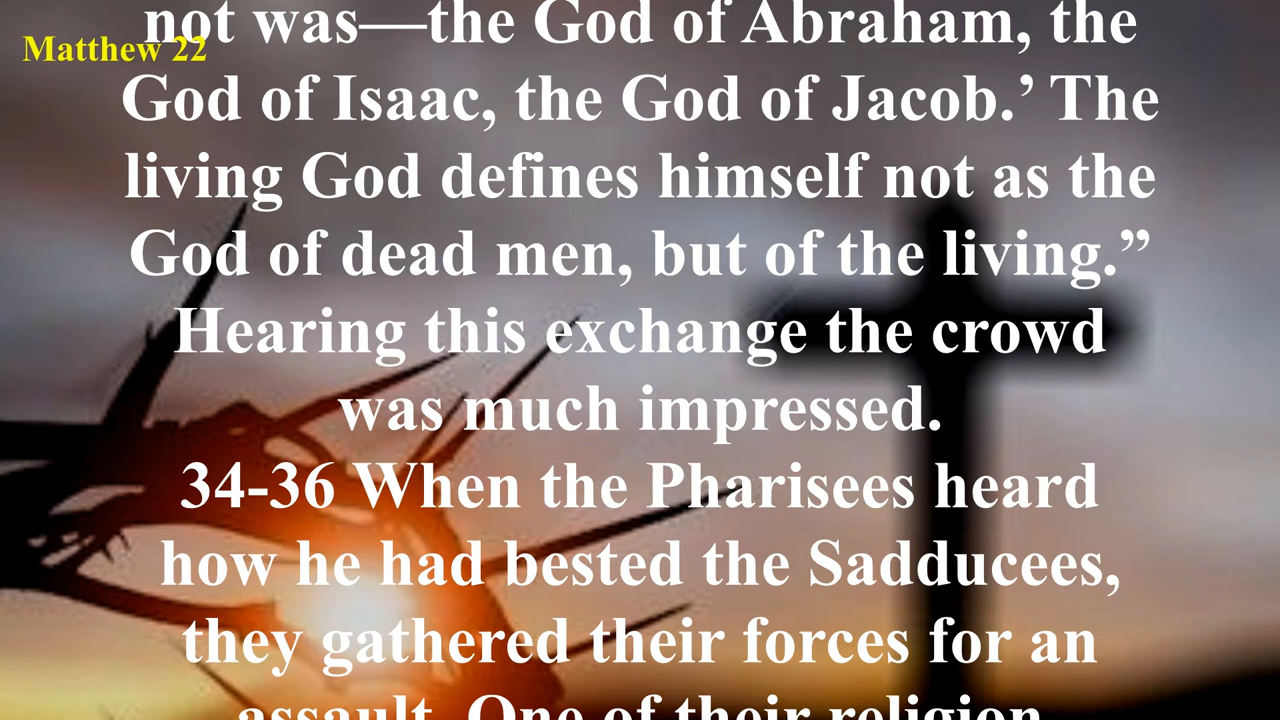 Matthew 22
not was—the God of Abraham, the
God of Isaac, the God of Jacob.’ The
living God defines himself not as the
God of dead men, but of the living.”
Hearing this exchange the crowd
was much impressed.
34-36 When the Pharisees heard
how he had bested the Sadducees,
they gathered their forces for an
assault. One of their religion